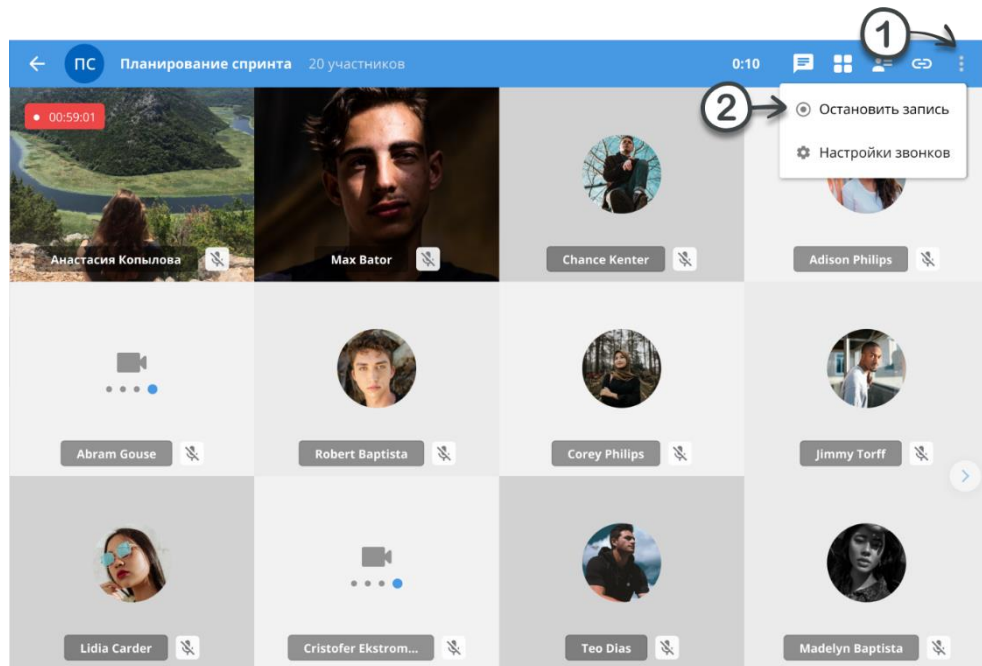 1
ПС Планирование спринта 20 участников 0:10
2
Остановить запись
Настройки звонков
00:59:01
Анастасия Копылова
Max Bator
Chance Kenter
Adison Philips
Abram Gouse
Robert Baptista
Corey Philips
Jimmy Torff
Lidia Carder
Cristofer Ekstrom...
Teo Dias
Madelyn Baptista